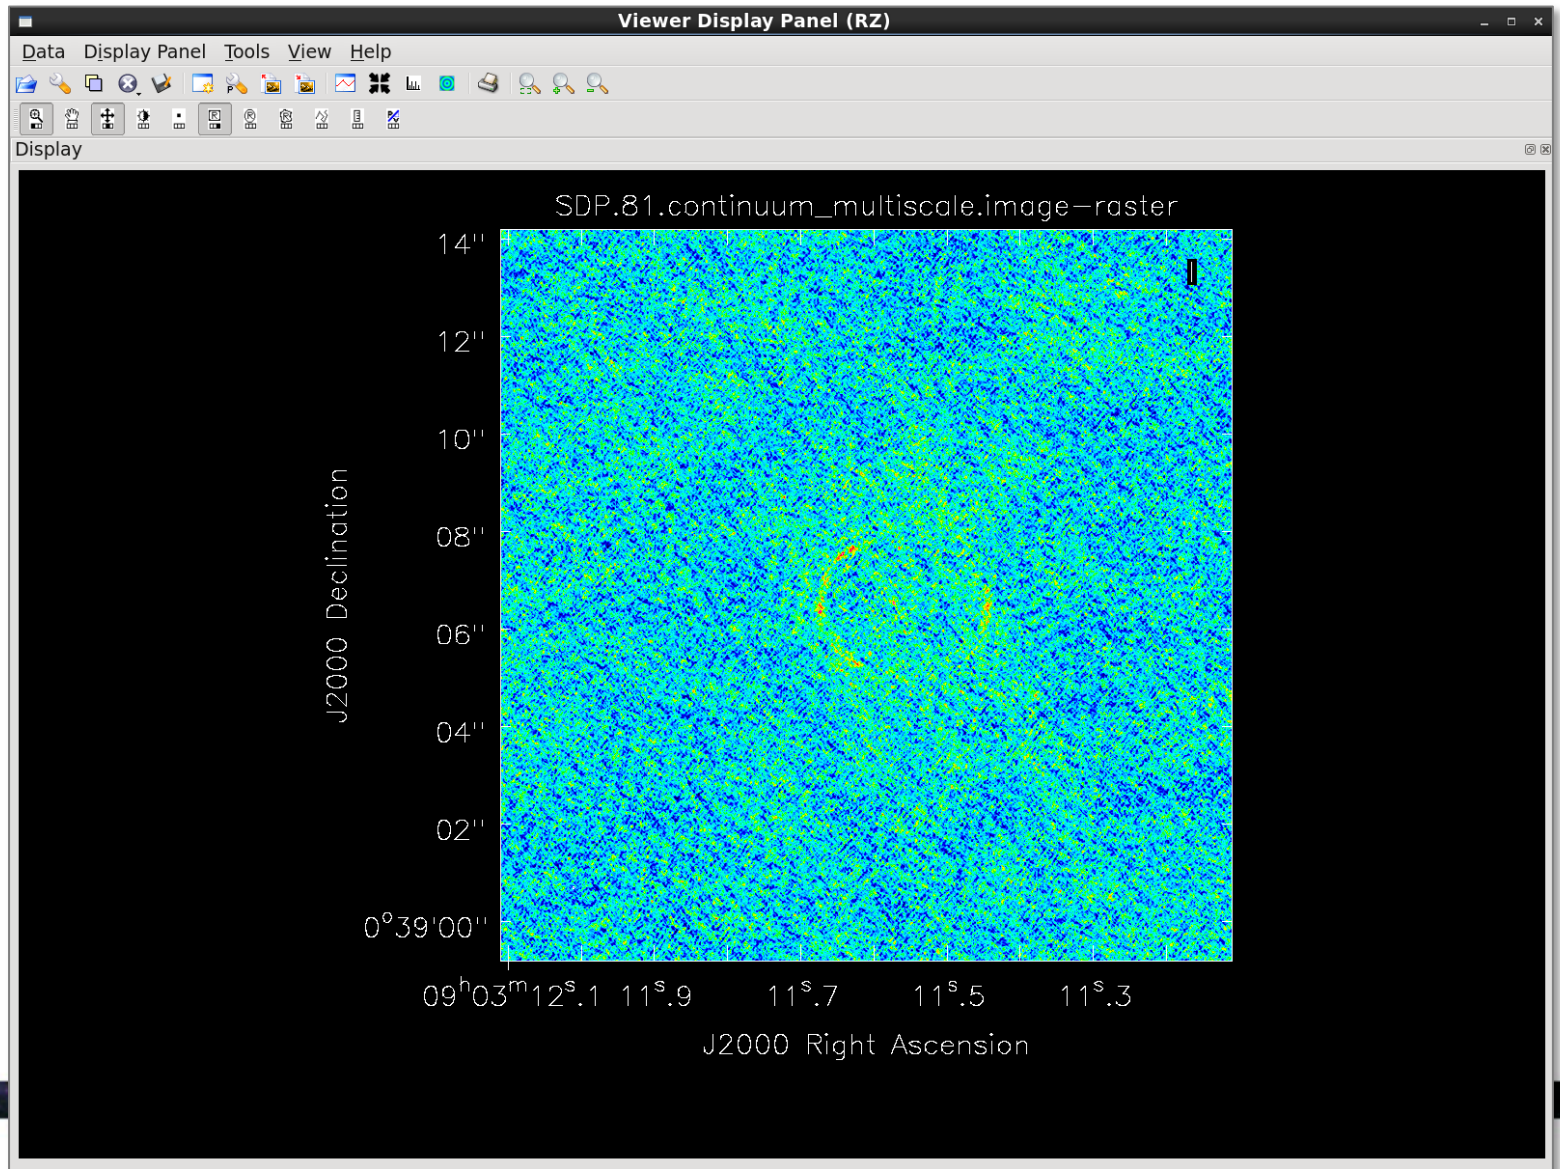 Viewer Display Panel (RZ)
Data Display Panel Tools View Help
Display
SDP.81.continuum_multiscale.image-raster
14''
12''
10''
08''
06''
04''
02''
0°39'00''
J2000 Declination
I
09ʰ03ᵐ12ˢ.1 11ˢ.9 11ˢ.7 11ˢ.5 11ˢ.3
J2000 Right Ascension